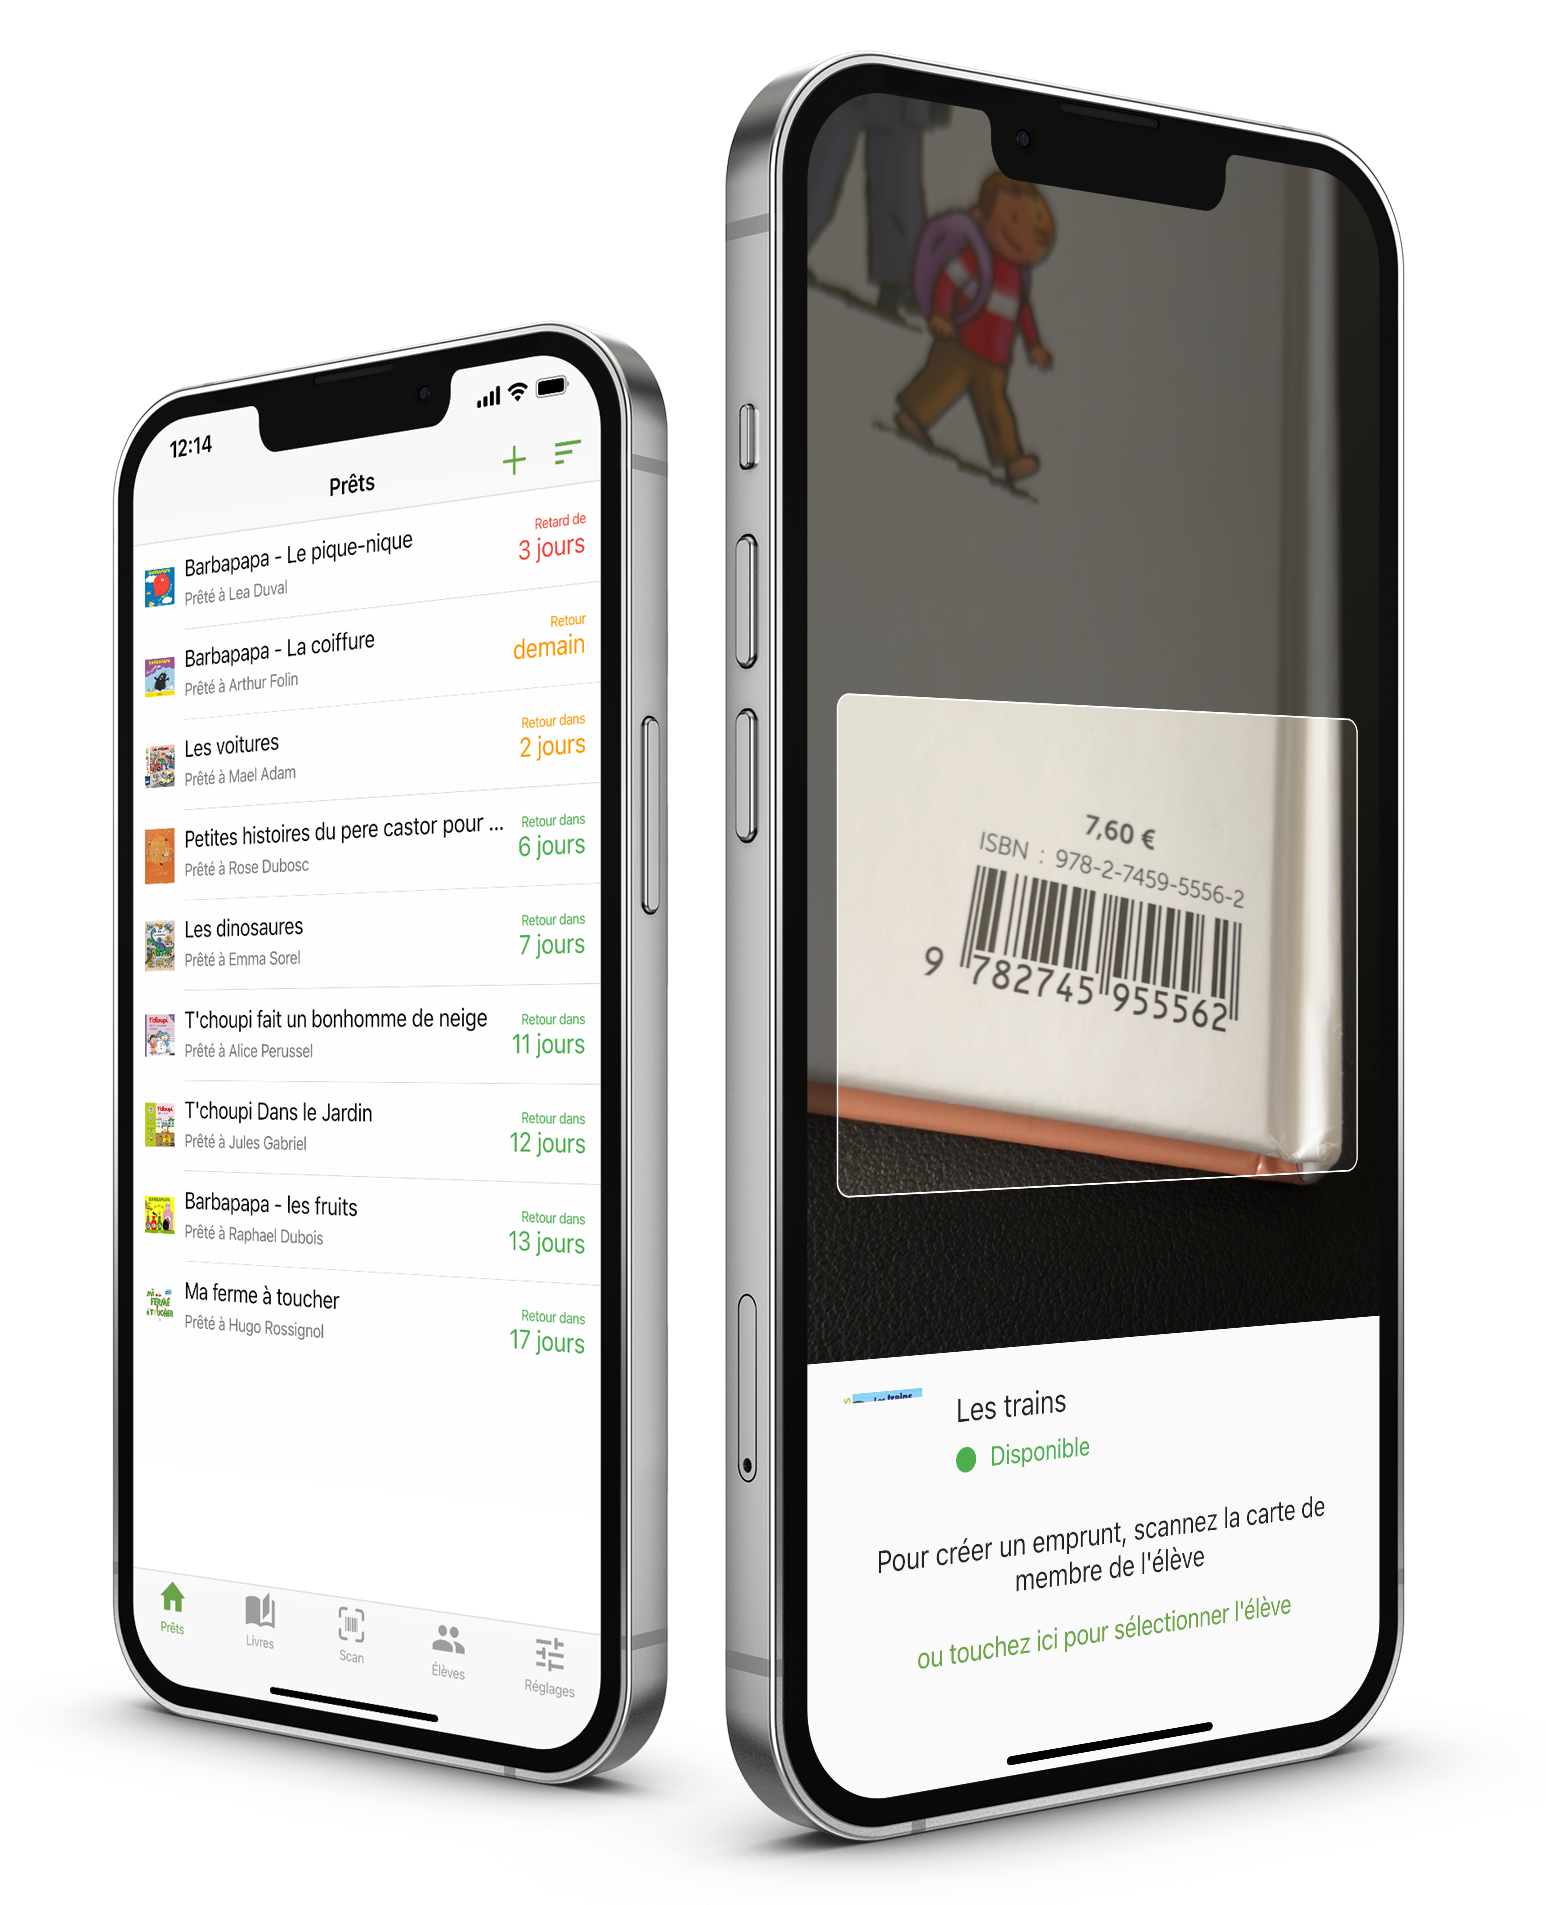 12:14
Prêts
Barbapapa - Le pique-nique
Prêté à Lea Duval
Retard de
3 jours
Barbapapa - La coiffure
Prêté à Arthur Folin
Retour
demain
Les voitures
Prêté à Mael Adam
Retour dans
2 jours
Petites histoires du pere castor pour ...
Prêté à Rose Dubosc
Retour dans
6 jours
Les dinosaures
Prêté à Emma Sorel
Retour dans
7 jours
T'choupi fait un bonhomme de neige
Prêté à Alice Perussel
Retour dans
11 jours
T'choupi Dans le Jardin
Prêté à Jules Gabriel
Retour dans
12 jours
Barbapapa - les fruits
Prêté à Raphael Dubois
Retour dans
13 jours
MA FERME à TOUCHER
Ma ferme à toucher
Prêté à Hugo Rossignol
Retour dans
17 jours
Prêts
Livres
Scan
Élèves
Réglages
7,60 €
ISBN : 978-2-7459-5556-2
9 782745 955562
Les trains
Les trains
Disponible
Pour créer un emprunt, scannez la carte de
membre de l'élève
ou touchez ici pour sélectionner l'élève